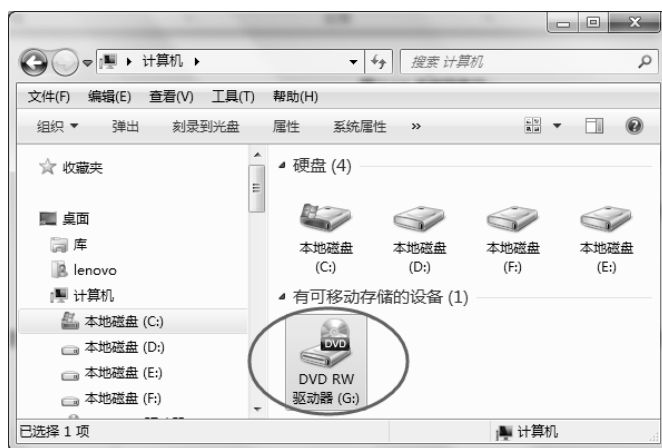 计算机
搜索 计算机
文件(F) 编辑(E) 查看(V) 工具(T) 帮助(H)
组织 弹出 刻录到光盘 属性 系统属性 »
收藏夹
桌面
库
lenovo
计算机
本地磁盘 (C:)
本地磁盘 (D:)
本地磁盘 (E:)
本地磁盘 (F:)
硬盘 (4)
本地磁盘
(C:)
本地磁盘
(D:)
本地磁盘
(F:)
本地磁盘
(E:)
有可移动存储的设备 (1)
DVD
DVD RW
驱动器 (G:)
已选择 1 项
计算机